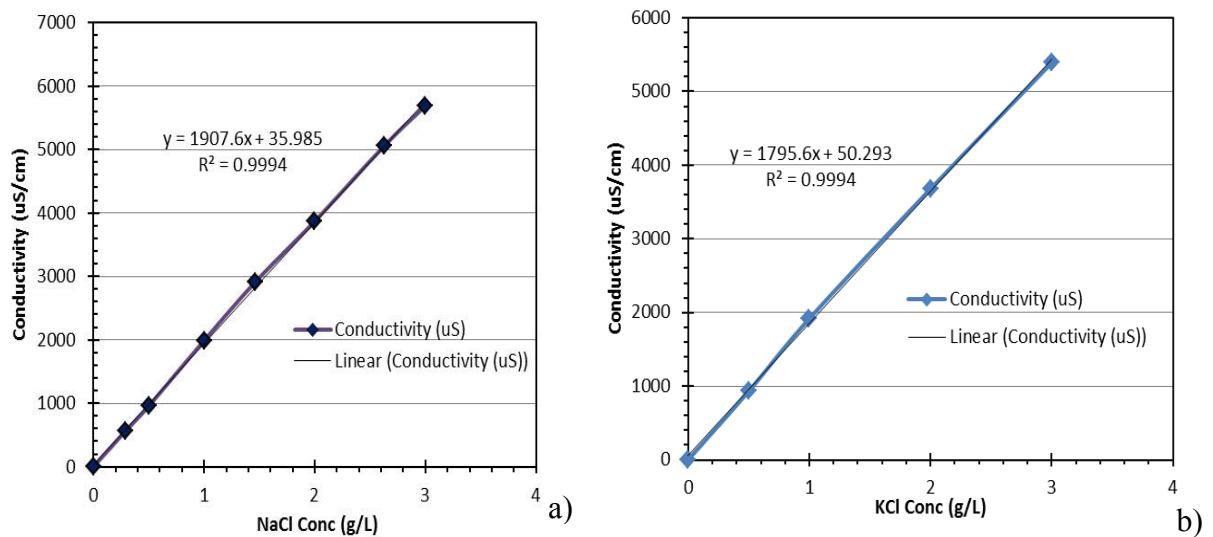 7000
6000
5000
4000
3000
2000
1000
0
Conductivity (uS/cm)
y = 1907.6x + 35.985
R² = 0.9994
Conductivity (uS)
Linear (Conductivity (uS))
0 1 2 3 4
NaCl Conc (g/L)
a)
6000
5000
4000
3000
2000
1000
0
Conductivity (uS/cm)
y = 1795.6x + 50.293
R² = 0.9994
Conductivity (uS)
Linear (Conductivity (uS))
0 1 2 3 4
KCl Conc (g/L)
b)